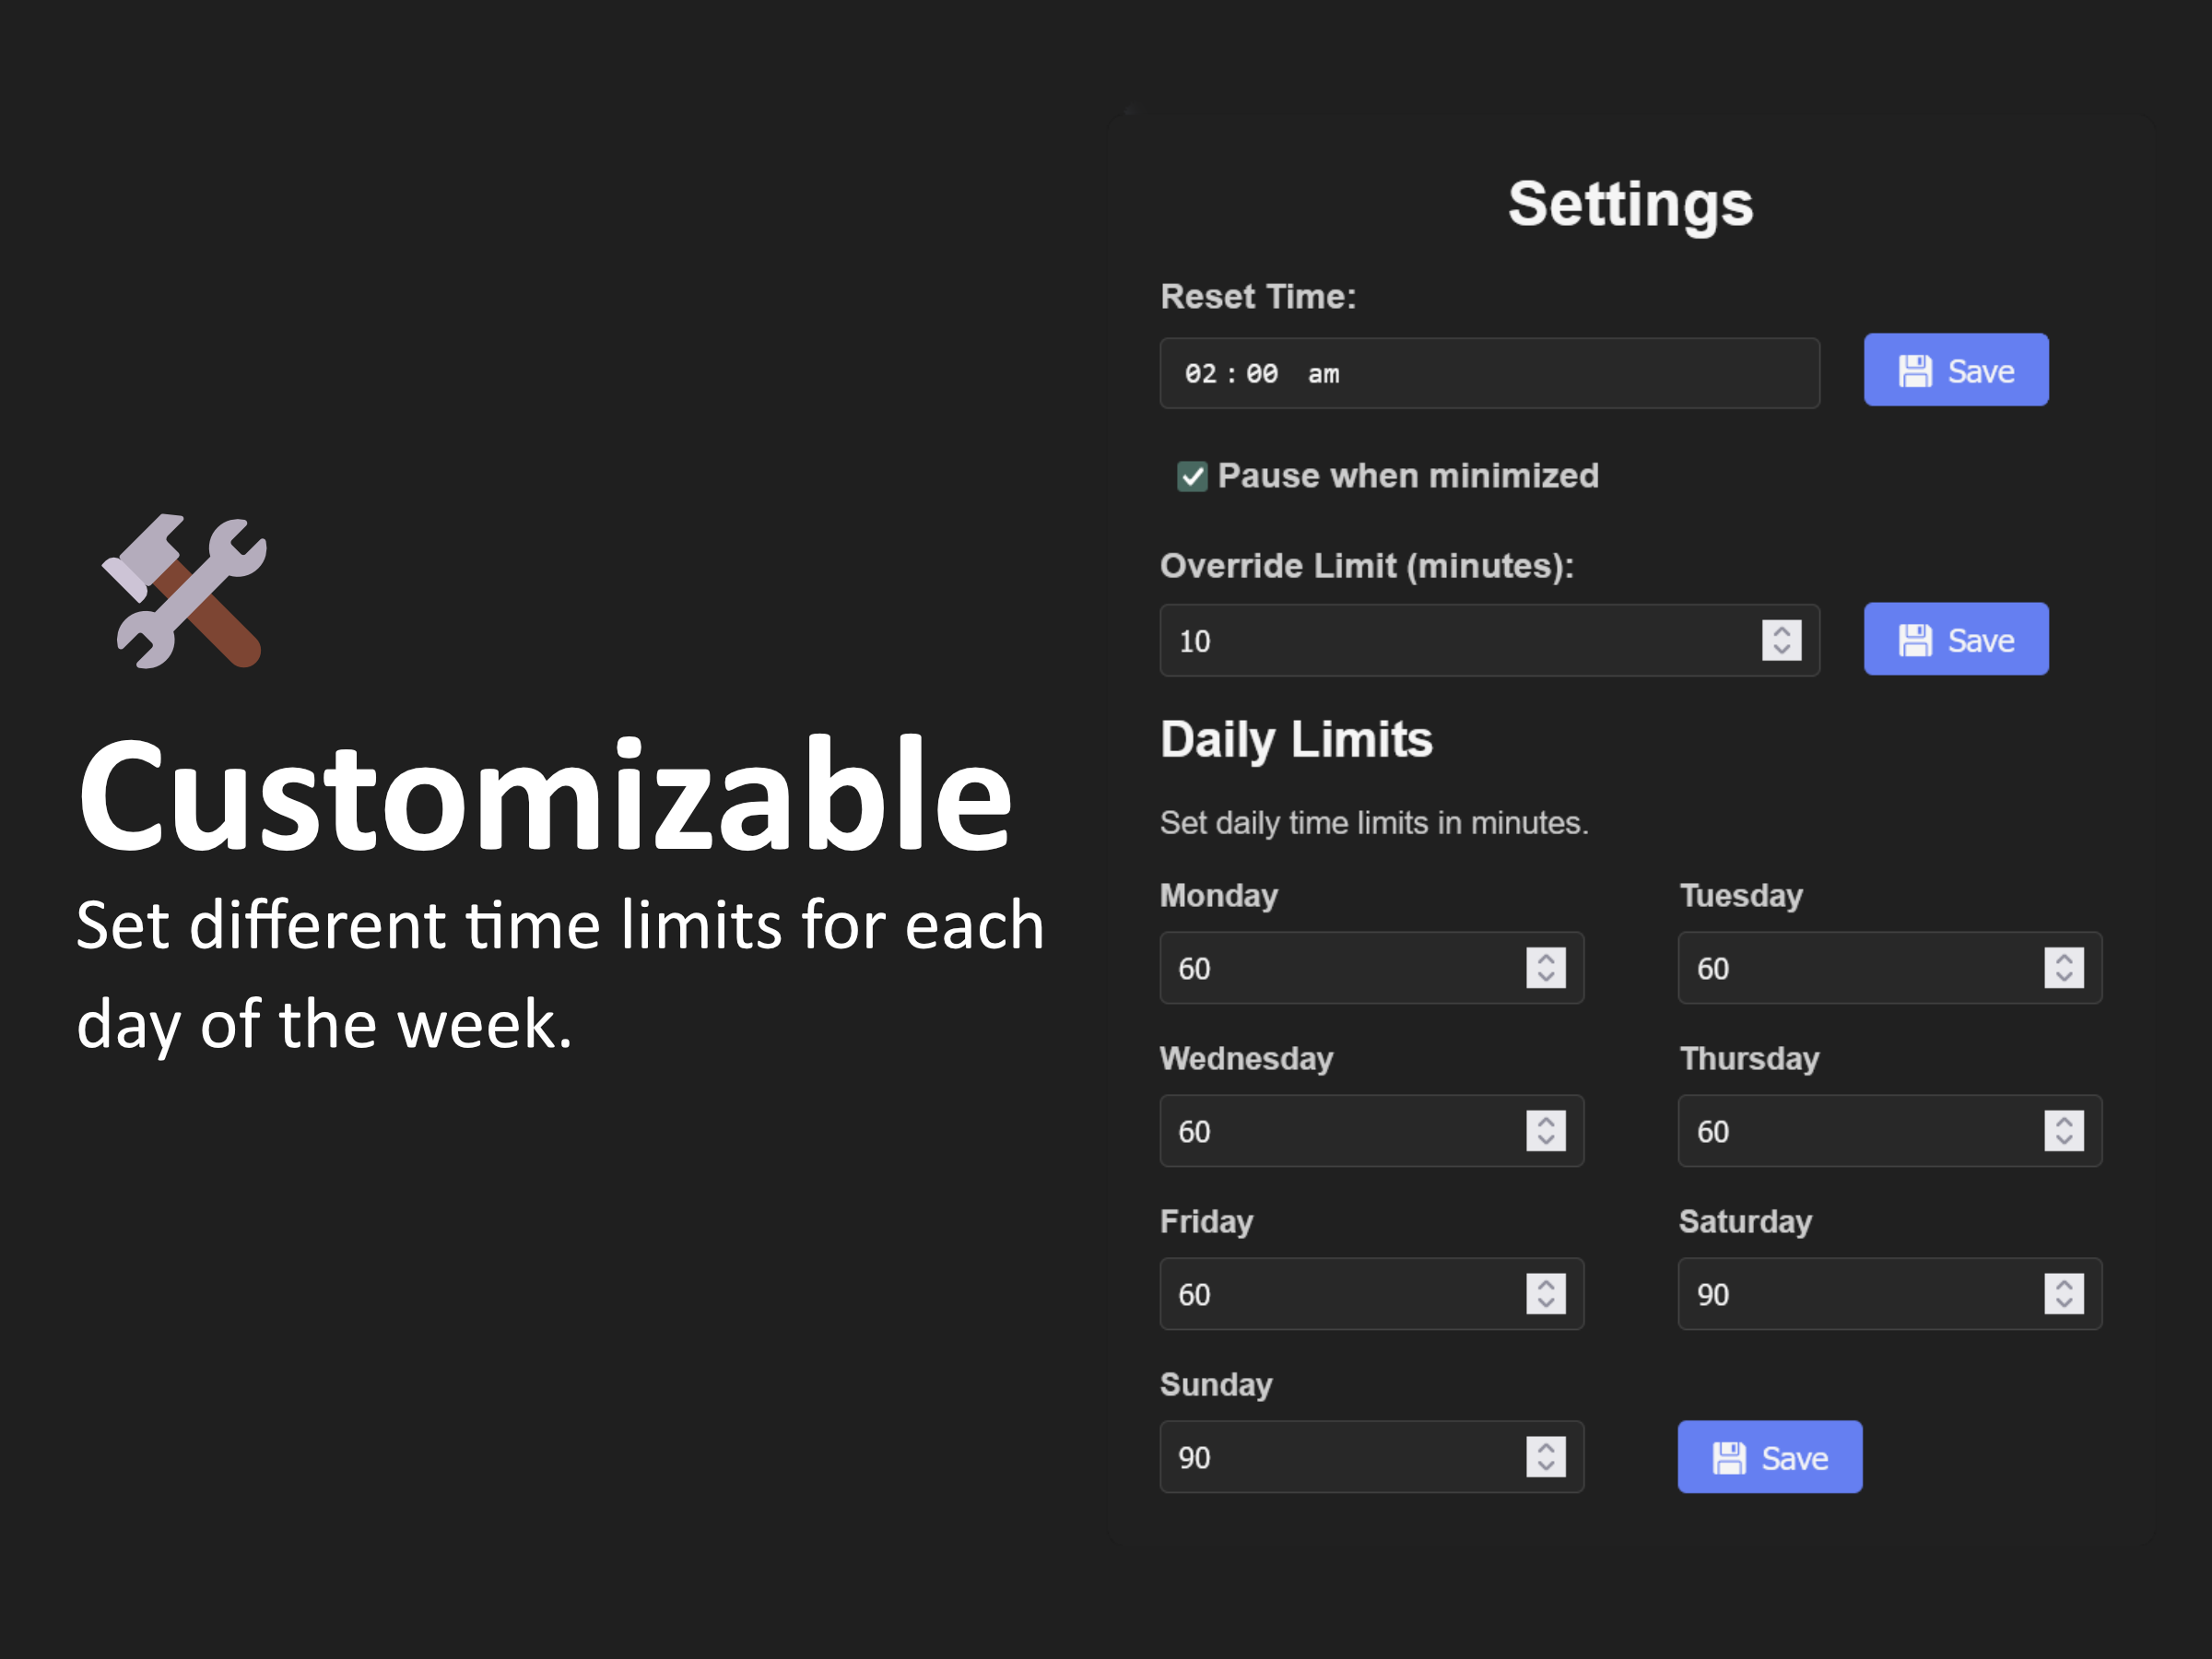 Customizable
Set different time limits for each
day of the week.
Settings
Reset Time:
02:00 am
Save
Pause when minimized
Override Limit (minutes):
10
Save
Daily Limits
Set daily time limits in minutes.
Monday
Tuesday
60
60
Wednesday
Thursday
60
60
Friday
Saturday
60
90
Sunday
90
Save